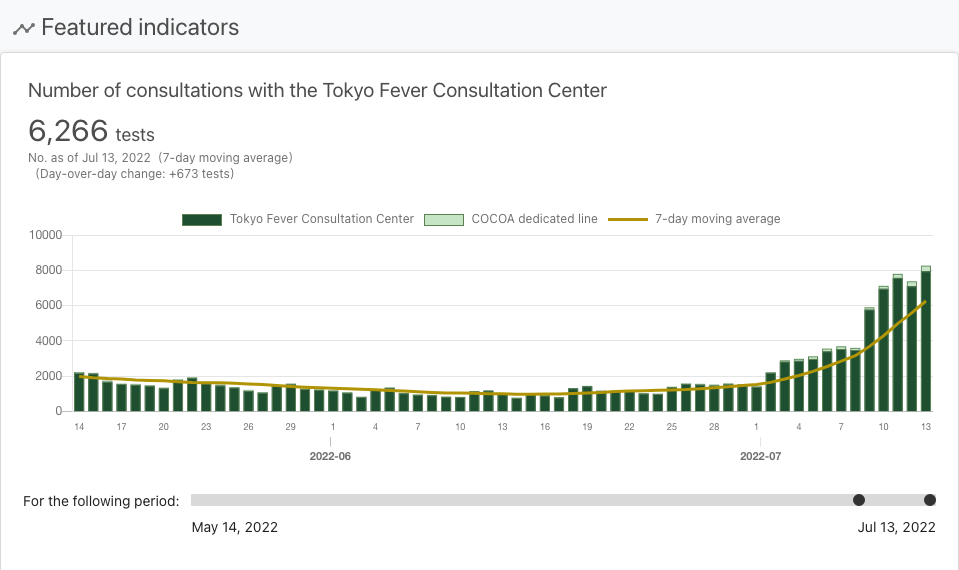 Featured indicators
Number of consultations with the Tokyo Fever Consultation Center
6,266 tests
No. as of Jul 13, 2022 (7-day moving average)
(Day-over-day change: +673 tests)
Tokyo Fever Consultation Center COCOA dedicated line 7-day moving average
10000
8000
6000
4000
2000
0
14 17 20 23 26 29 1 4 7 10 13 16 19 22 25 28 1 4 7 10 13
2022-06 2022-07
For the following period:
May 14, 2022 Jul 13, 2022